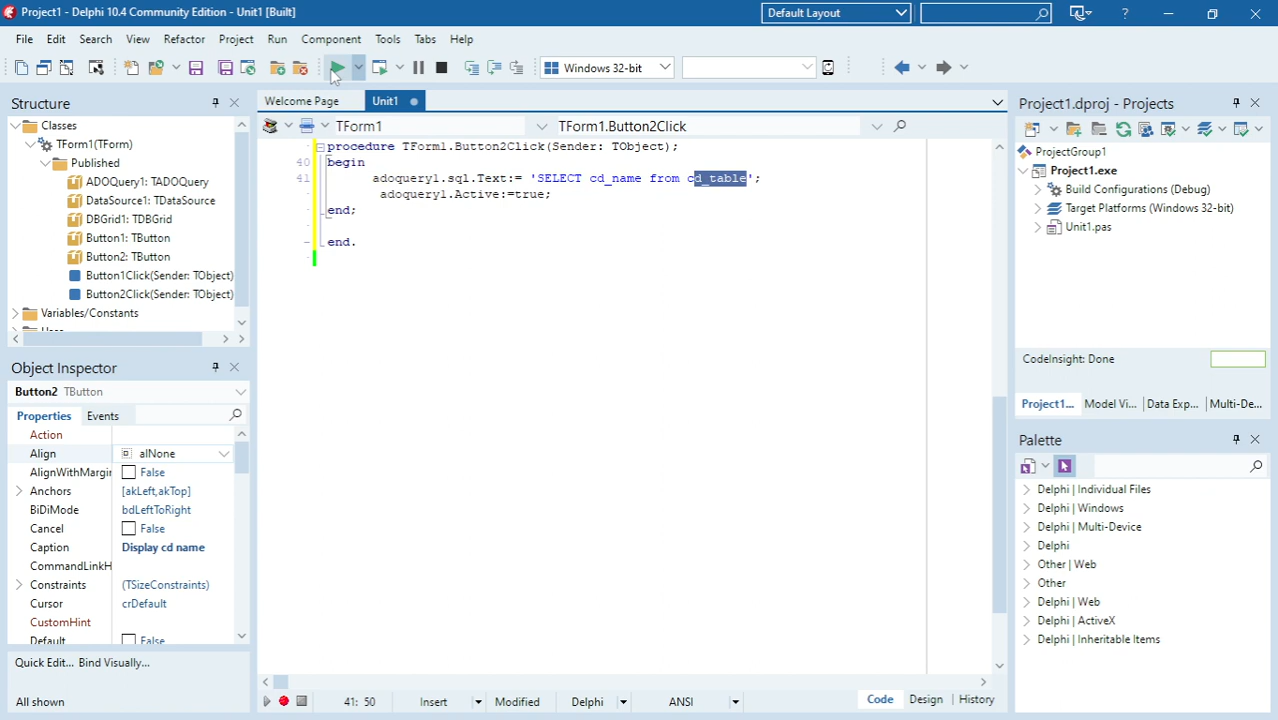 Project1 - Delphi 10.4 Community Edition - Unit1 [Built]
Default Layout
?
File Edit Search View Refactor Project Run Component Tools Tabs Help
Windows 32-bit
Structure
Classes
TForm1(TForm)
Published
ADOQuery1: TADOQuery
DataSource1: TDataSource
DBGrid1: TDBGrid
Button1: TButton
Button2: TButton
Button1Click(Sender: TObject)
Button2Click(Sender: TObject)
Variables/Constants
Object Inspector
Button2 TButton
Properties Events
Action
Align alNone
AlignWithMargin False
Anchors [akLeft,akTop]
BiDiMode bdLeftToRight
Cancel False
Caption Display cd name
CommandLinkH
Constraints (TSizeConstraints)
Cursor crDefault
CustomHint
Default False
Quick Edit... Bind Visually...
All shown
Welcome Page Unit1
TForm1 TForm1.Button2Click
procedure TForm1.Button2Click(Sender: TObject);
40 begin
41 adoquery1.sql.Text:= 'SELECT cd_name from cd_table';
adoquery1.Active:=true;
end;
end.
41: 50 Insert Modified Delphi ANSI Code Design History
Project1.dproj - Projects
ProjectGroup1
Project1.exe
Build Configurations (Debug)
Target Platforms (Windows 32-bit)
Unit1.pas
CodeInsight: Done
Project1... Model Vi... Data Exp... Multi-De...
Palette
Delphi | Individual Files
Delphi | Windows
Delphi | Multi-Device
Delphi
Other | Web
Other
Delphi | Web
Delphi | ActiveX
Delphi | Inheritable Items